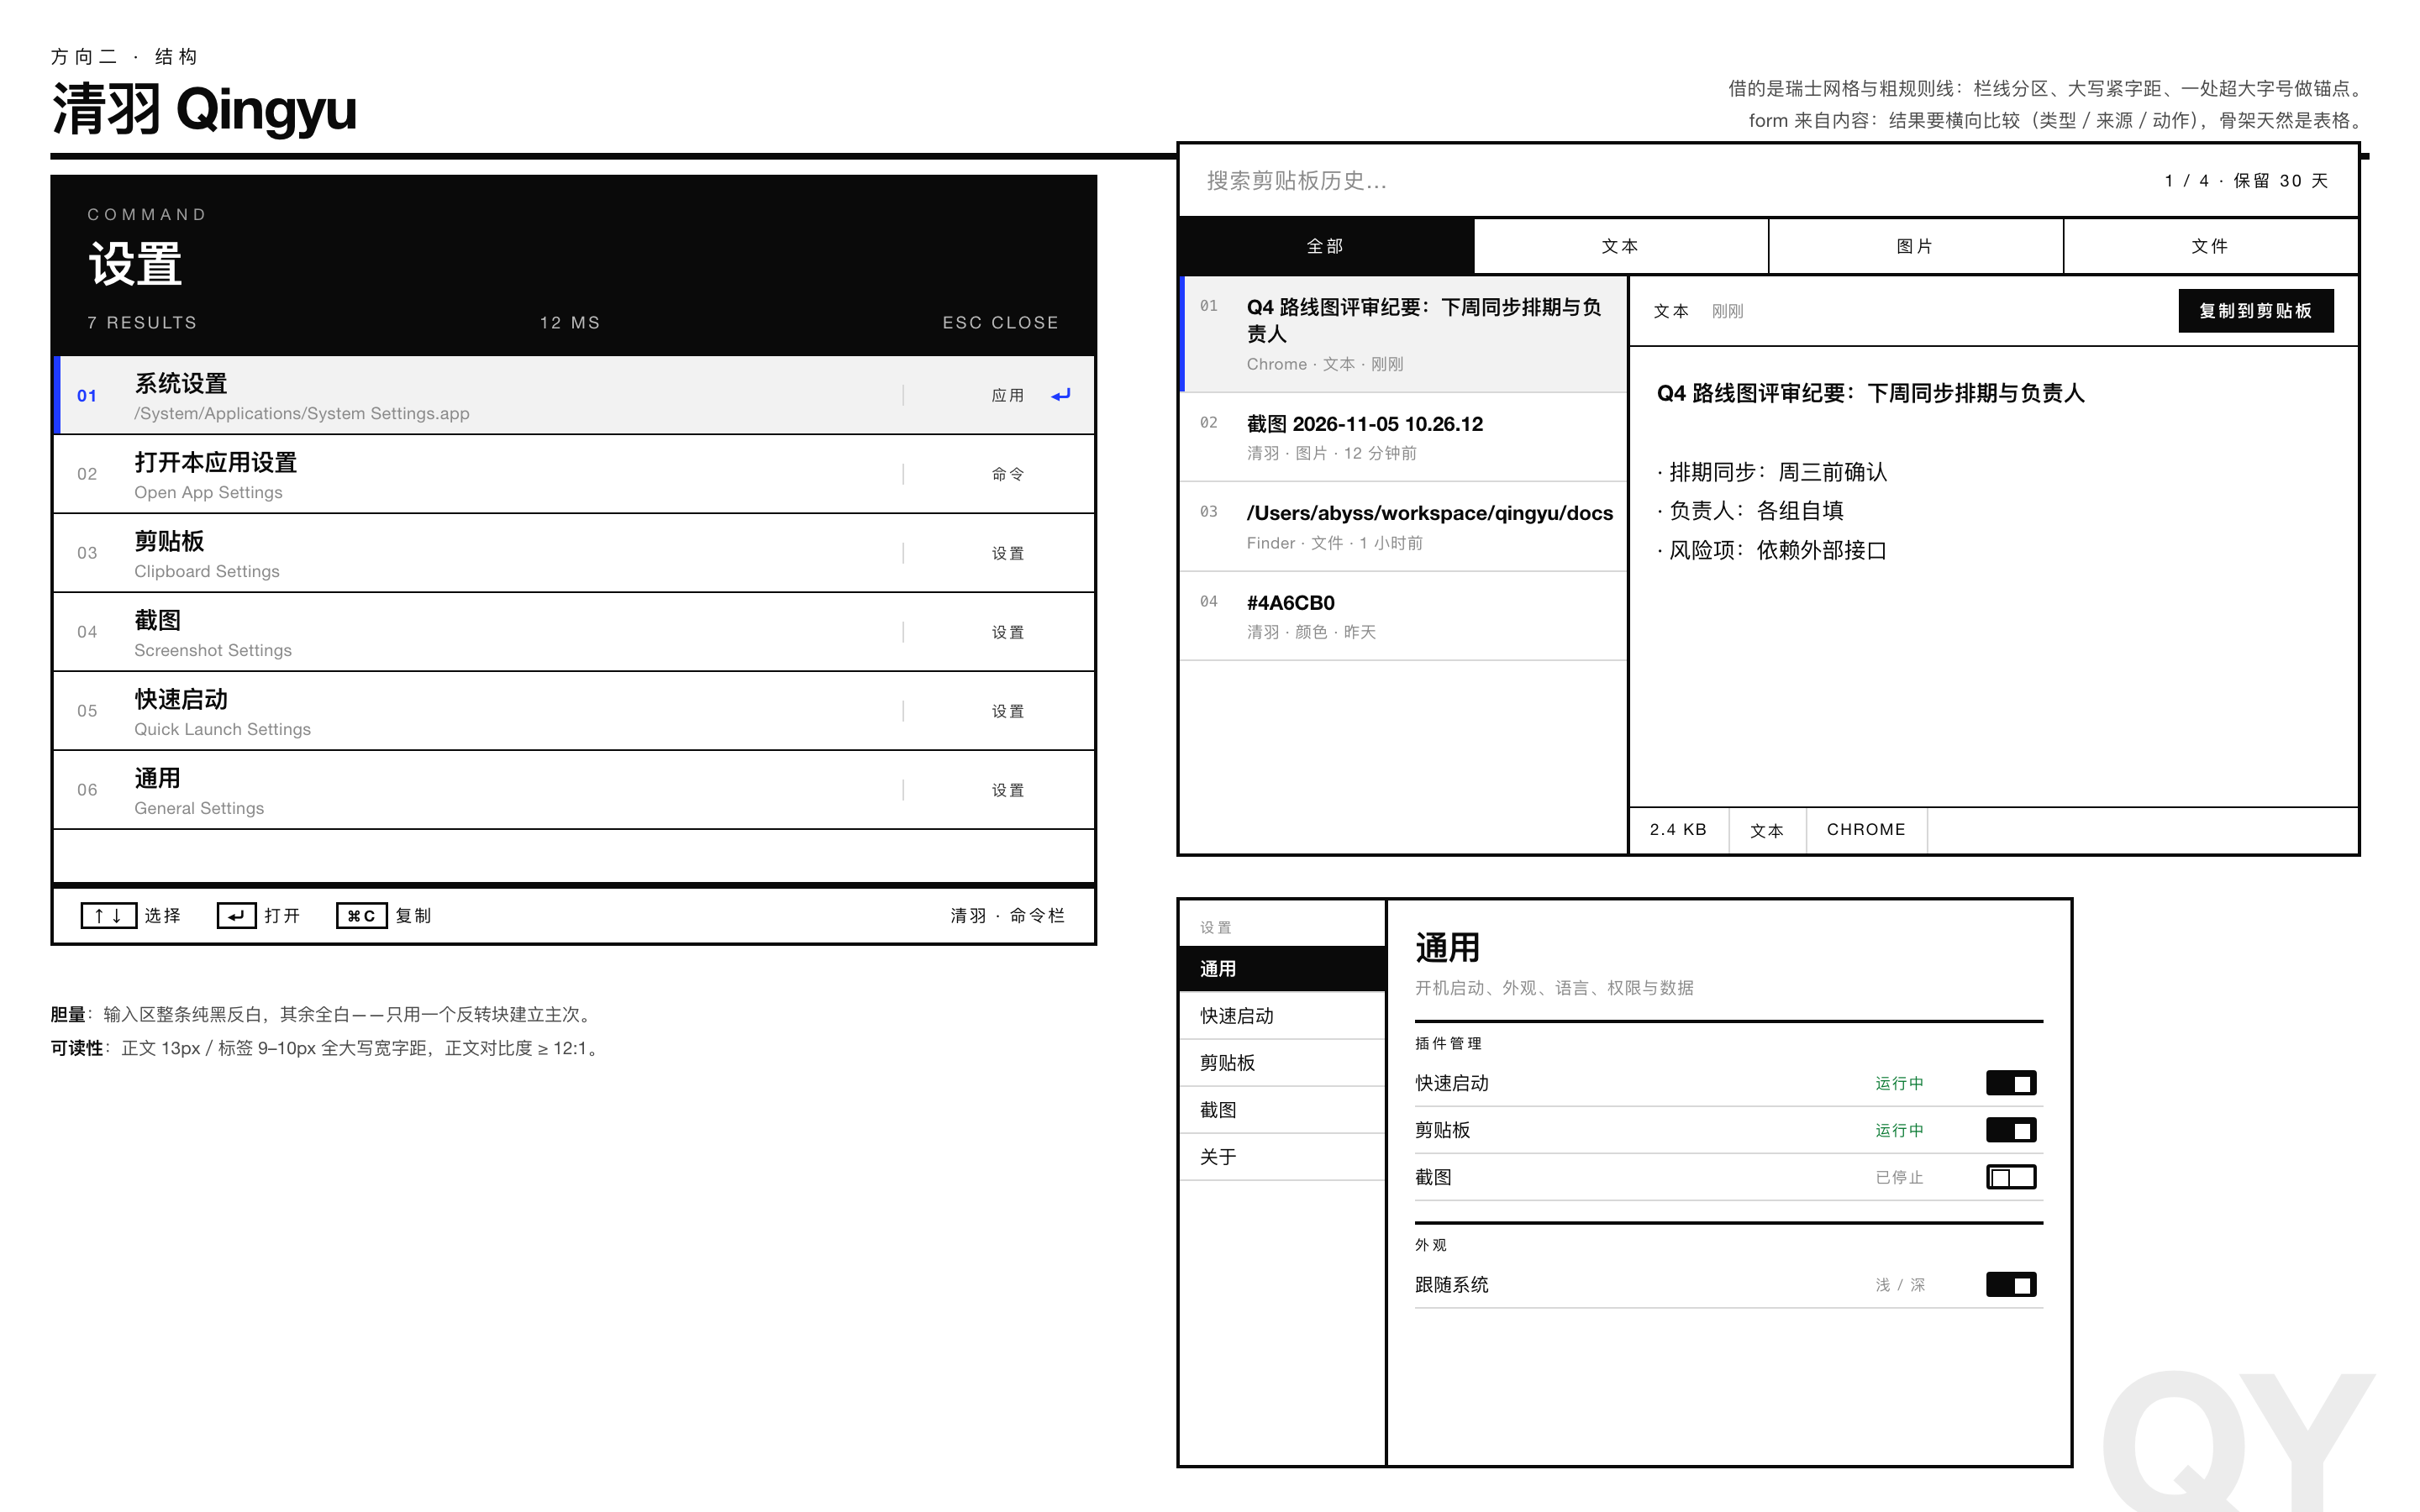 方向二 · 结构
清羽 Qingyu
借的是瑞士网格与粗规则线：栏线分区、大写紧字距、一处超大字号做锚点。
form 来自内容：结果要横向比较（类型 / 来源 / 动作），骨架天然是表格。
COMMAND
设置
7 RESULTS 12 MS ESC CLOSE
01 系统设置 应用 ↵
/System/Applications/System Settings.app
02 打开本应用设置 命令
Open App Settings
03 剪贴板 设置
Clipboard Settings
04 截图 设置
Screenshot Settings
05 快速启动 设置
Quick Launch Settings
06 通用 设置
General Settings
↑↓ 选择 ↵ 打开 ⌘C 复制 清羽 · 命令栏
胆量：输入区整条纯黑反白，其余全白——只用一个反转块建立主次。
可读性：正文 13px / 标签 9–10px 全大写宽字距，正文对比度 ≥ 12:1。
搜索剪贴板历史... 1 / 4 · 保留 30 天
全部 文本 图片 文件
01 Q4 路线图评审纪要：下周同步排期与负
责人
Chrome · 文本 · 刚刚
02 截图 2026-11-05 10.26.12
清羽 · 图片 · 12 分钟前
03 /Users/abyss/workspace/qingyu/docs
Finder · 文件 · 1 小时前
04 #4A6CB0
清羽 · 颜色 · 昨天
文本 刚刚 复制到剪贴板
Q4 路线图评审纪要：下周同步排期与负责人
· 排期同步：周三前确认
· 负责人：各组自填
· 风险项：依赖外部接口
2.4 KB 文本 CHROME
设置
通用
快速启动
剪贴板
截图
关于
通用
开机启动、外观、语言、权限与数据
插件管理
快速启动 运行中
剪贴板 运行中
截图 已停止
外观
跟随系统 浅 / 深
QY